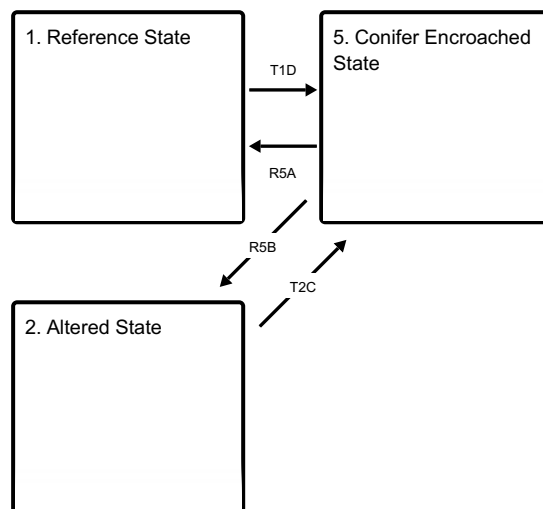 1. Reference State
5. Conifer Encroached
State
T1D
R5A
R5B
T2C
2. Altered State